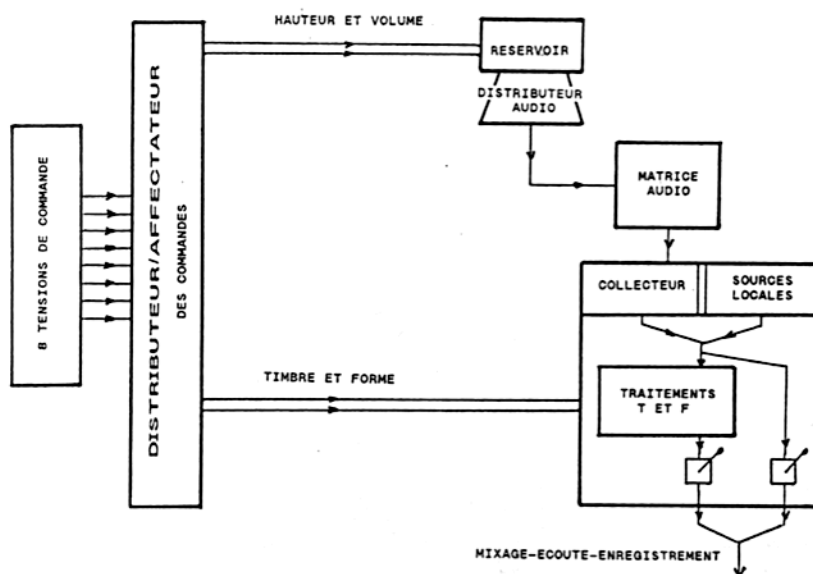 HAUTEUR ET VOLUME
RESERVOIR
DISTRIBUTEUR
AUDIO
MATRICE
AUDIO
8 TENSIONS DE COMMANDE
DISTRIBUTEUR/AFFECTATEUR
DES COMMANDES
COLLECTEUR
SOURCES
LOCALES
TIMBRE ET FORME
TRAITEMENTS
T ET F
MIXAGE-ECOUTE-ENREGISTREMENT